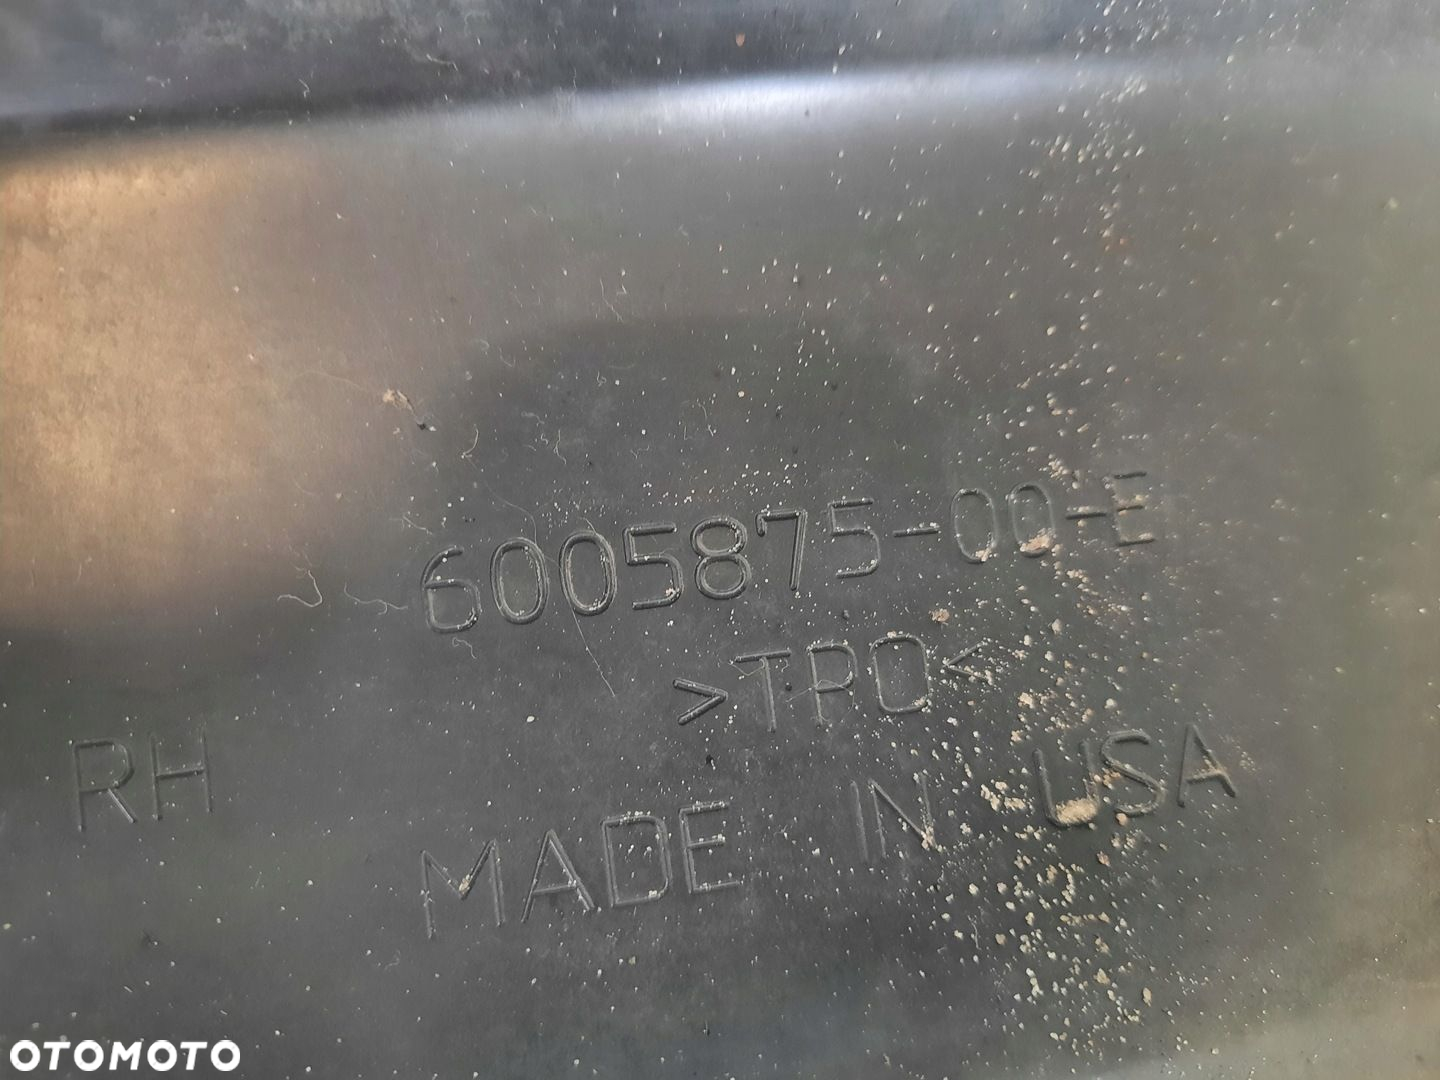 6005875-00-E
>TPO<
RH
MADE IN USA
OTOMOTO